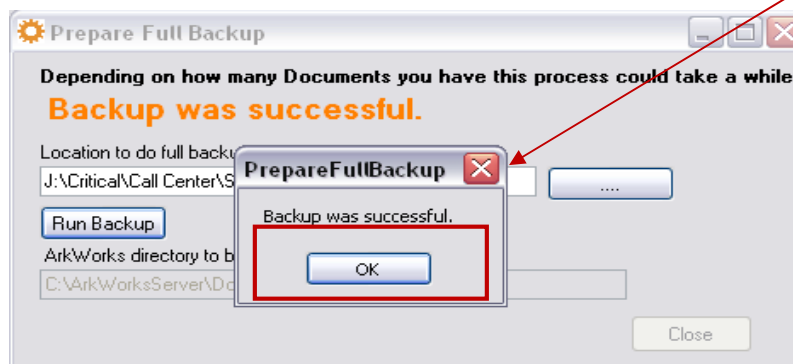 Prepare Full Backup
Depending on how many Documents you have this process could take a while
Backup was successful.
Location to do full backu
J:\Critical\Call Center\S
....
PrepareFullBackup
Backup was successful.
OK
Run Backup
ArkWorks directory to b
C:\ArkWorksServer\Do
Close